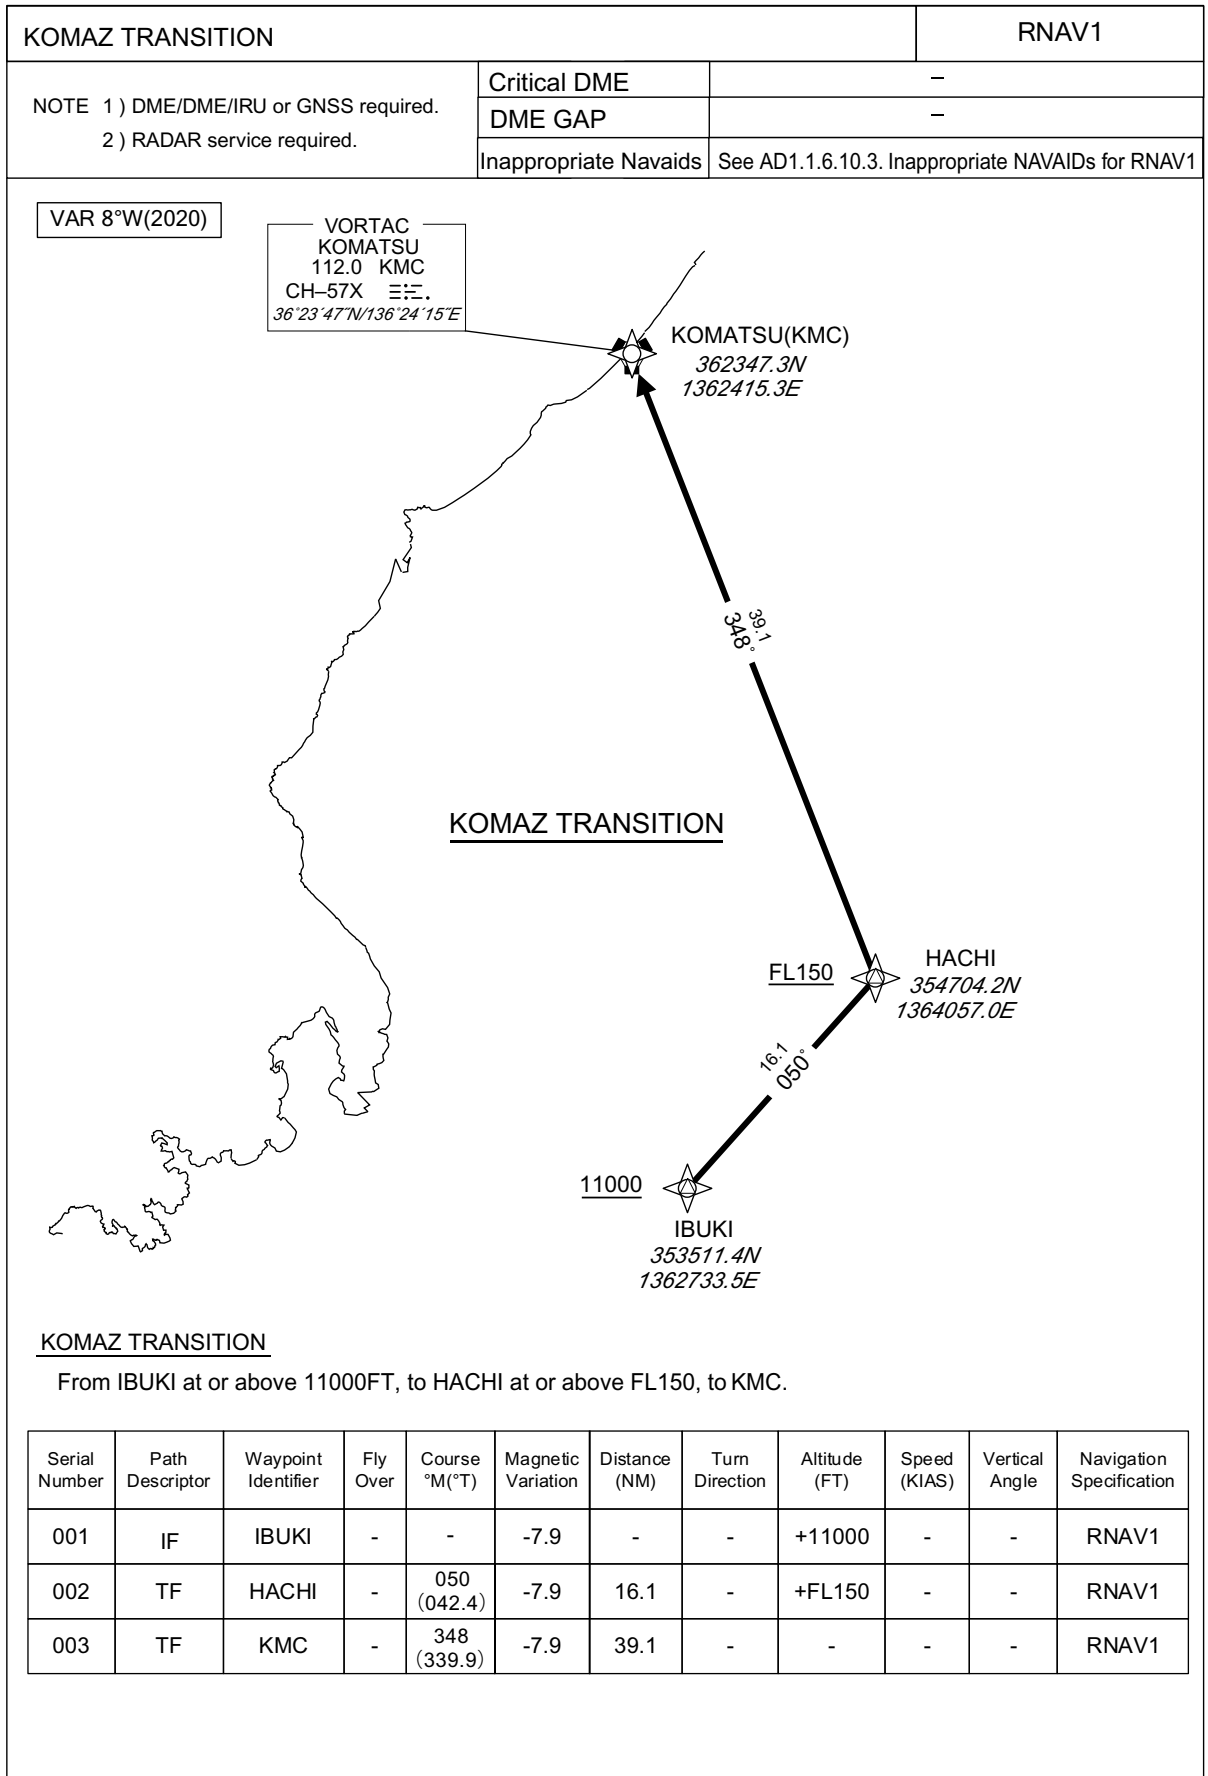 KOMAZ TRANSITION
RNAV1
NOTE 1 ) DME/DME/IRU or GNSS required.
2 ) RADAR service required.
Critical DME –
DME GAP –
Inappropriate Navaids See AD1.1.6.10.3. Inappropriate NAVAIDs for RNAV1
VAR 8°W(2020)
VORTAC
KOMATSU
112.0 KMC
CH–57X
36°23′47″N/136°24′15″E
KOMATSU(KMC)
362347.3N
1362415.3E
39.1
348°
KOMAZ TRANSITION
FL150
HACHI
354704.2N
1364057.0E
16.1
050°
11000
IBUKI
353511.4N
1362733.5E
KOMAZ TRANSITION
From IBUKI at or above 11000FT, to HACHI at or above FL150, to KMC.
Serial Number Path Descriptor Waypoint Identifier Fly Over Course °M(°T) Magnetic Variation Distance (NM) Turn Direction Altitude (FT) Speed (KIAS) Vertical Angle Navigation Specification
001 IF IBUKI - - -7.9 - - +11000 - - RNAV1
002 TF HACHI - 050 (042.4) -7.9 16.1 - +FL150 - - RNAV1
003 TF KMC - 348 (339.9) -7.9 39.1 - - - - RNAV1